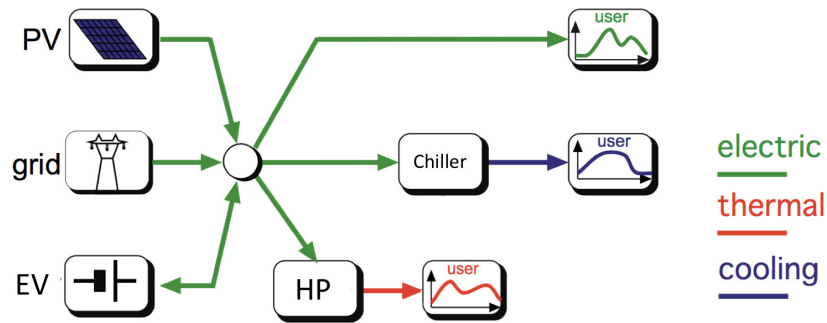 PV
user
grid
Chiller
user
electric
thermal
EV
HP
user
cooling